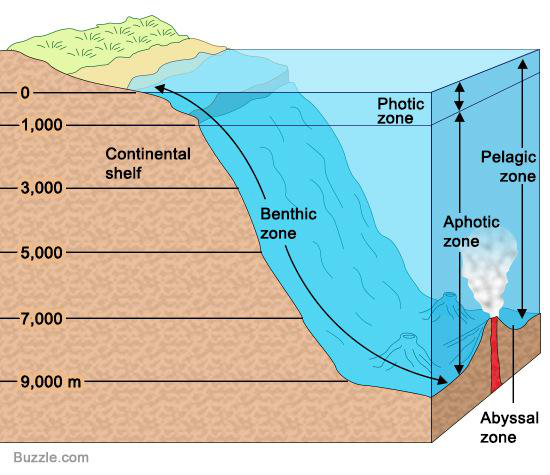 0
1,000
3,000
5,000
7,000
9,000 m
Continental
shelf
Benthic
zone
Photic
zone
Aphotic
zone
Pelagic
zone
Abyssal
zone
Buzzle.com